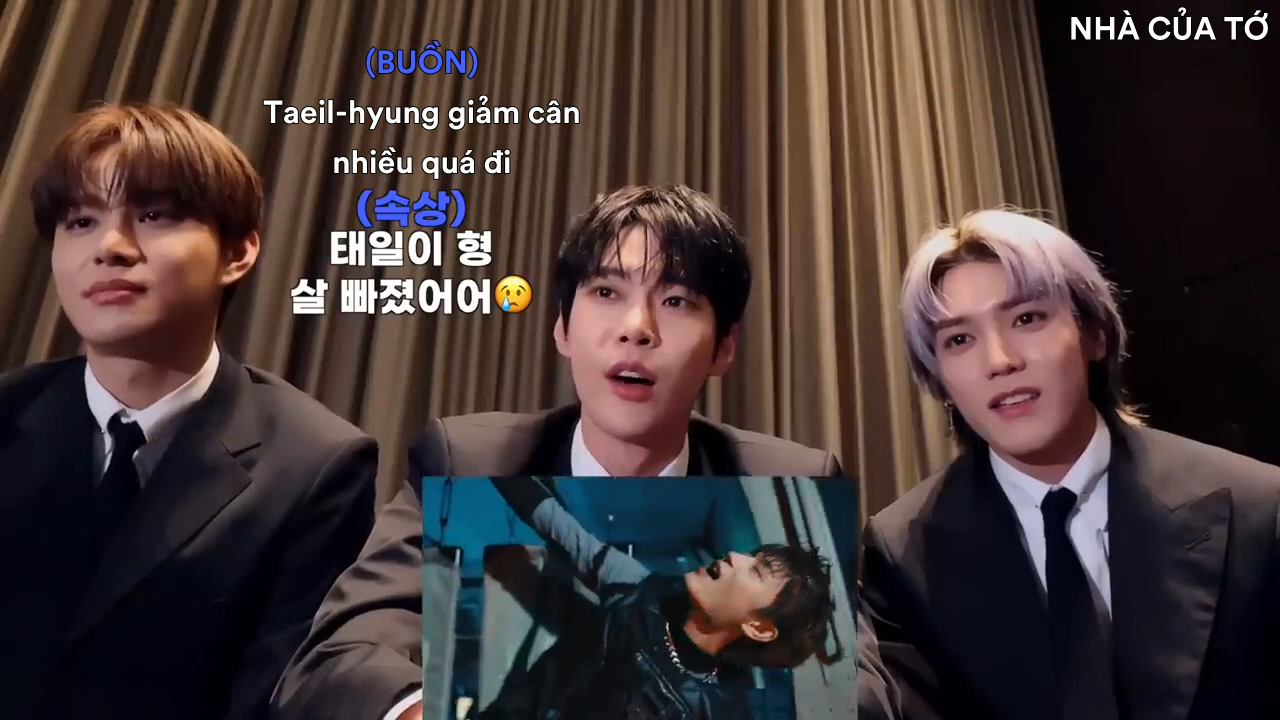 NHÀ CỦA TỚ
(BUỒN)
Taeil-hyung giảm cân
nhiều quá đi
(속상)
태일이 형
살 빠졌어어😢